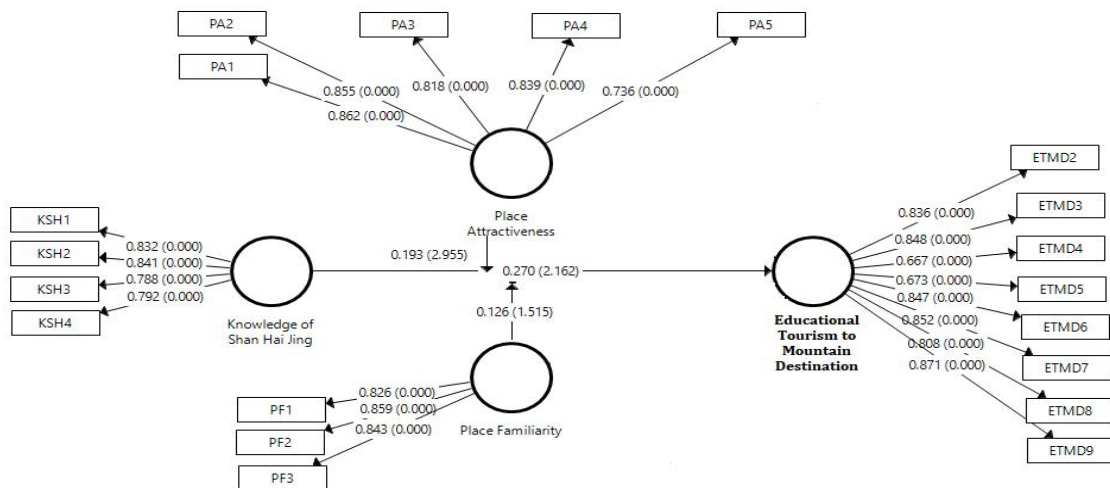 PA2
PA3
PA4
PA5
PA1
0.855 (0.000)
0.818 (0.000)
0.839 (0.000)
0.736 (0.000)
0.862 (0.000)
Place
Attractiveness
KSH1
KSH2
KSH3
KSH4
0.832 (0.000)
0.841 (0.000)
0.788 (0.000)
0.792 (0.000)
Knowledge of
Shan Hai Jing
0.193 (2.955)
0.270 (2.162)
0.126 (1.515)
PF1
PF2
PF3
0.826 (0.000)
0.859 (0.000)
0.843 (0.000)
Place Familiarity
Educational
Tourism to
Mountain
Destination
0.836 (0.000)
0.848 (0.000)
0.667 (0.000)
0.673 (0.000)
0.847 (0.000)
0.852 (0.000)
0.808 (0.000)
0.871 (0.000)
ETMD2
ETMD3
ETMD4
ETMD5
ETMD6
ETMD7
ETMD8
ETMD9